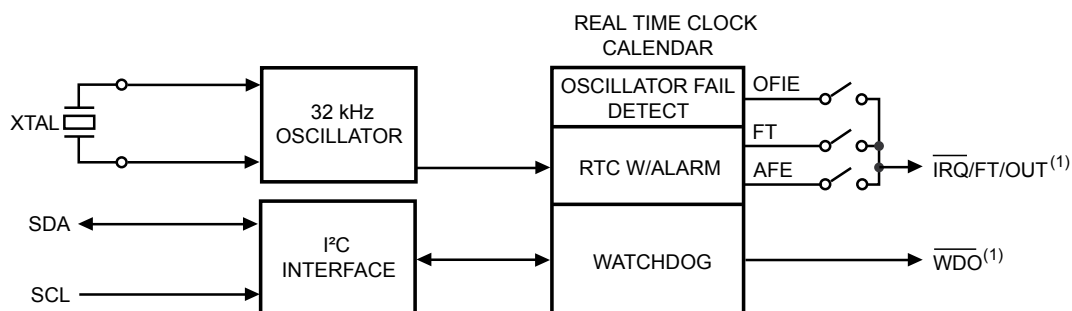 REAL TIME CLOCK
CALENDAR
XTAL
32 kHz
OSCILLATOR
OSCILLATOR FAIL
DETECT
OFIE
FT
RTC W/ALARM
AFE
IRQ/FT/OUT(1)
SDA
I²C
INTERFACE
WATCHDOG
WDO(1)
SCL